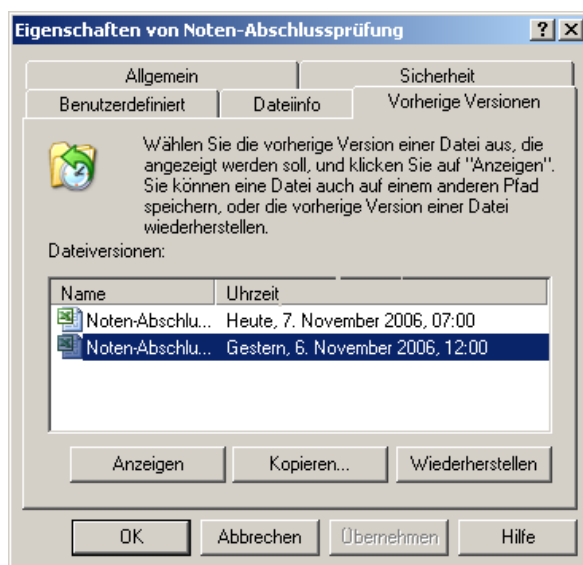 Eigenschaften von Noten-Abschlussprüfung
Allgemein
Sicherheit
Benutzerdefiniert
Dateiinfo
Vorherige Versionen
Wählen Sie die vorherige Version einer Datei aus, die
angezeigt werden soll, und klicken Sie auf "Anzeigen".
Sie können eine Datei auch auf einem anderen Pfad
speichern, oder die vorherige Version einer Datei
wiederherstellen.
Dateiversionen:
Name Uhrzeit
Noten-Abschlu... Heute, 7. November 2006, 07:00
Noten-Abschlu... Gestern, 6. November 2006, 12:00
Anzeigen
Kopieren...
Wiederherstellen
OK
Abbrechen
Übernehmen
Hilfe